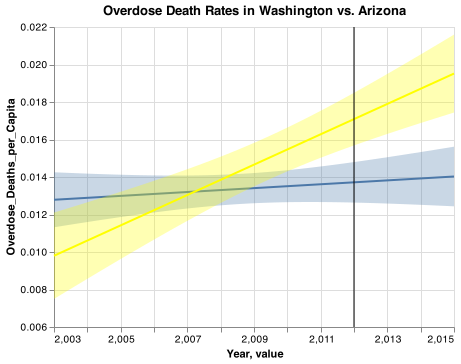 Overdose Death Rates in Washington vs. Arizona
Overdose_Deaths_per_Capita
0.022
0.020
0.018
0.016
0.014
0.012
0.010
0.008
0.006
2,003 2,005 2,007 2,009 2,011 2,013 2,015
Year, value